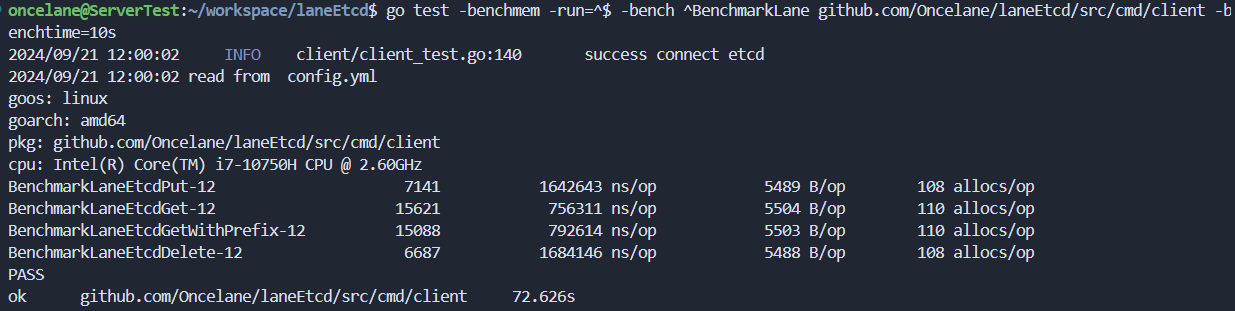 oncelane@ServerTest:~/workspace/laneEtcd$ go test -benchmem -run=^$ -bench ^BenchmarkLane github.com/Oncelane/laneEtcd/src/cmd/client -b
enchtime=10s
2024/09/21 12:00:02 INFO client/client_test.go:140 success connect etcd
2024/09/21 12:00:02 read from config.yml
goos: linux
goarch: amd64
pkg: github.com/Oncelane/laneEtcd/src/cmd/client
cpu: Intel(R) Core(TM) i7-10750H CPU @ 2.60GHz
BenchmarkLaneEtcdPut-12 7141 1642643 ns/op 5489 B/op 108 allocs/op
BenchmarkLaneEtcdGet-12 15621 756311 ns/op 5504 B/op 110 allocs/op
BenchmarkLaneEtcdGetWithPrefix-12 15088 792614 ns/op 5503 B/op 110 allocs/op
BenchmarkLaneEtcdDelete-12 6687 1684146 ns/op 5488 B/op 108 allocs/op
PASS
ok github.com/Oncelane/laneEtcd/src/cmd/client 72.626s